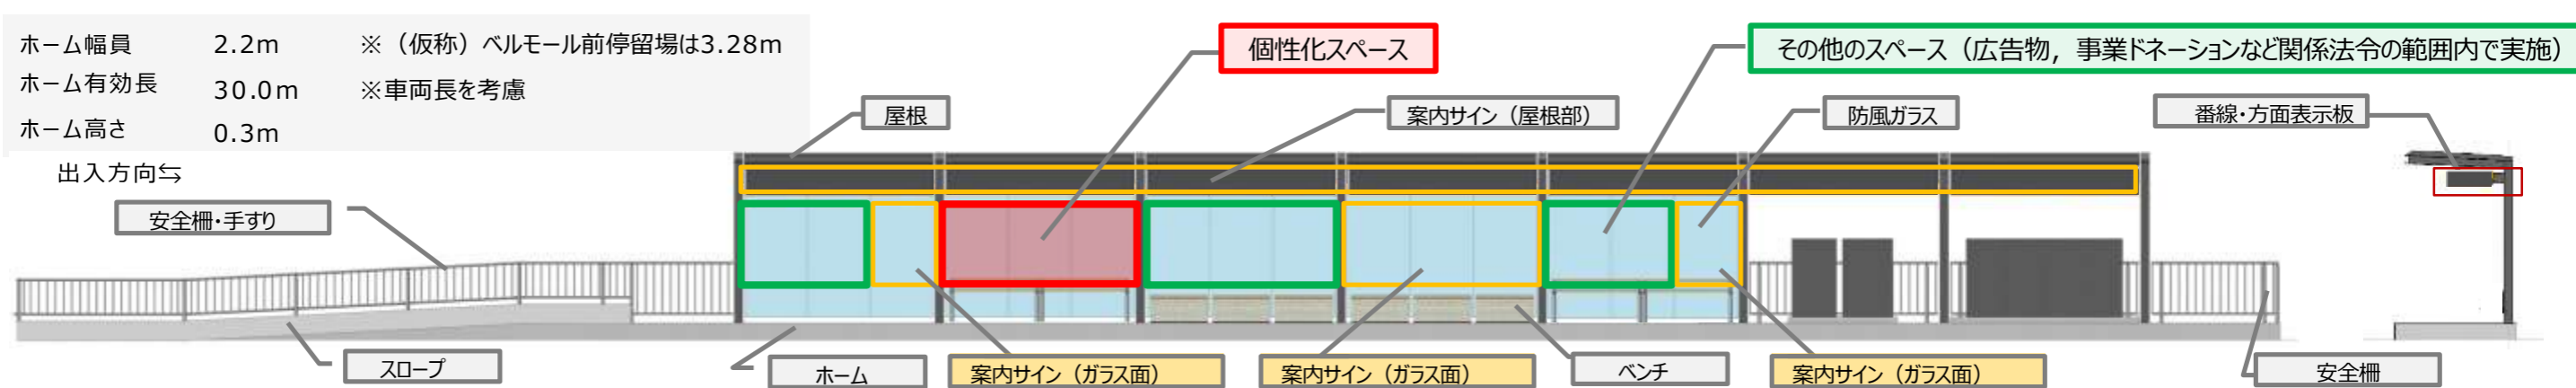 ホーム幅員 2.2m ※（仮称）ベルモール前停留場は3.28m
ホーム有効長 30.0m ※車両長を考慮
ホーム高さ 0.3m
出入方向⇆
個性化スペース
その他のスペース（広告物，事業ドネーションなど関係法令の範囲内で実施）
屋根
案内サイン（屋根部）
防風ガラス
番線・方面表示板
安全柵・手すり
スロープ
ホーム
案内サイン（ガラス面）
案内サイン（ガラス面）
ベンチ
案内サイン（ガラス面）
安全柵